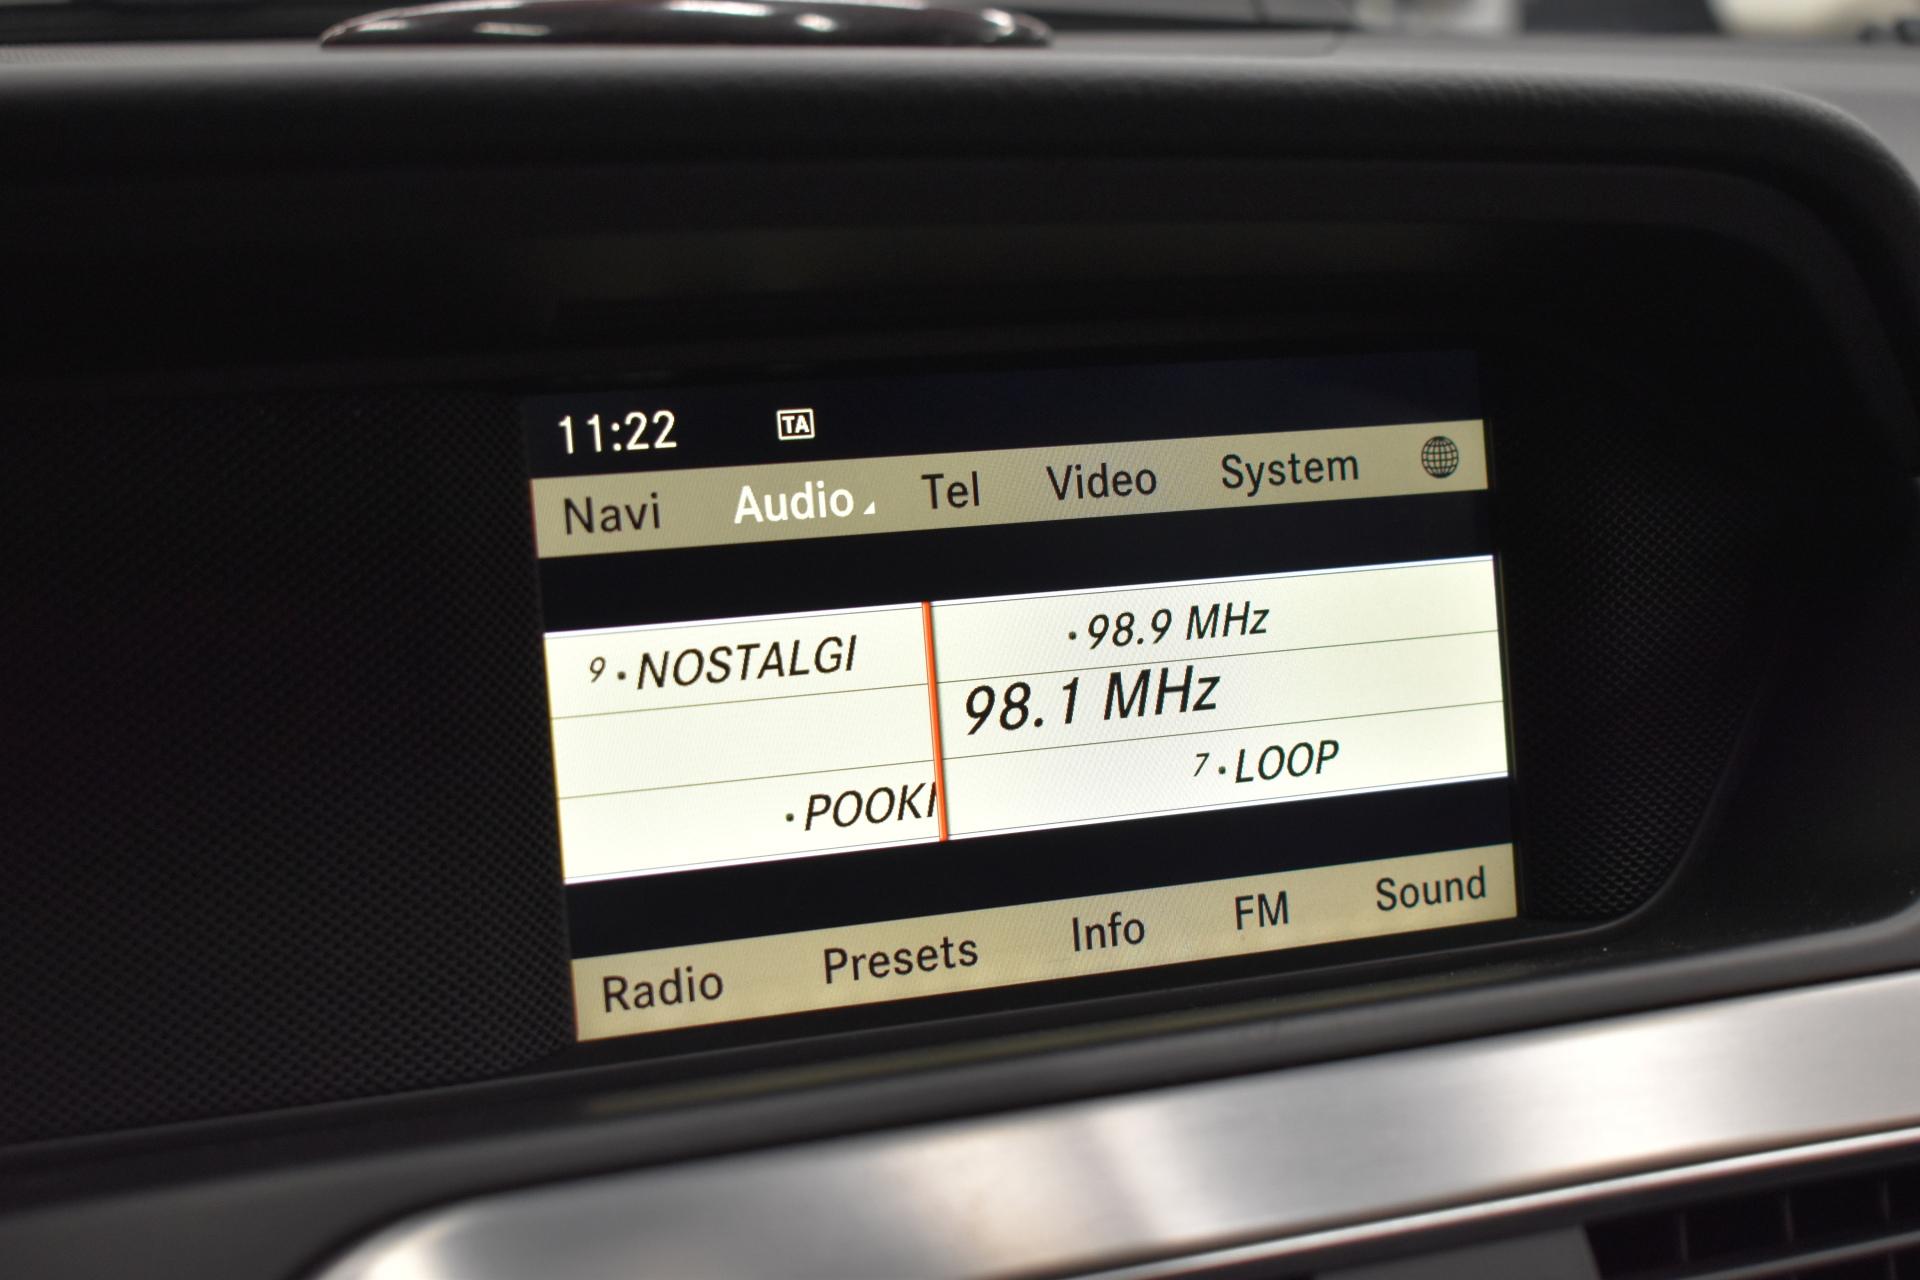 11:22 TA
Navi Audio Tel Video System
9 · NOSTALGI · 98.9 MHz
98.1 MHz
· POOKI 7 · LOOP
Radio Presets Info FM Sound